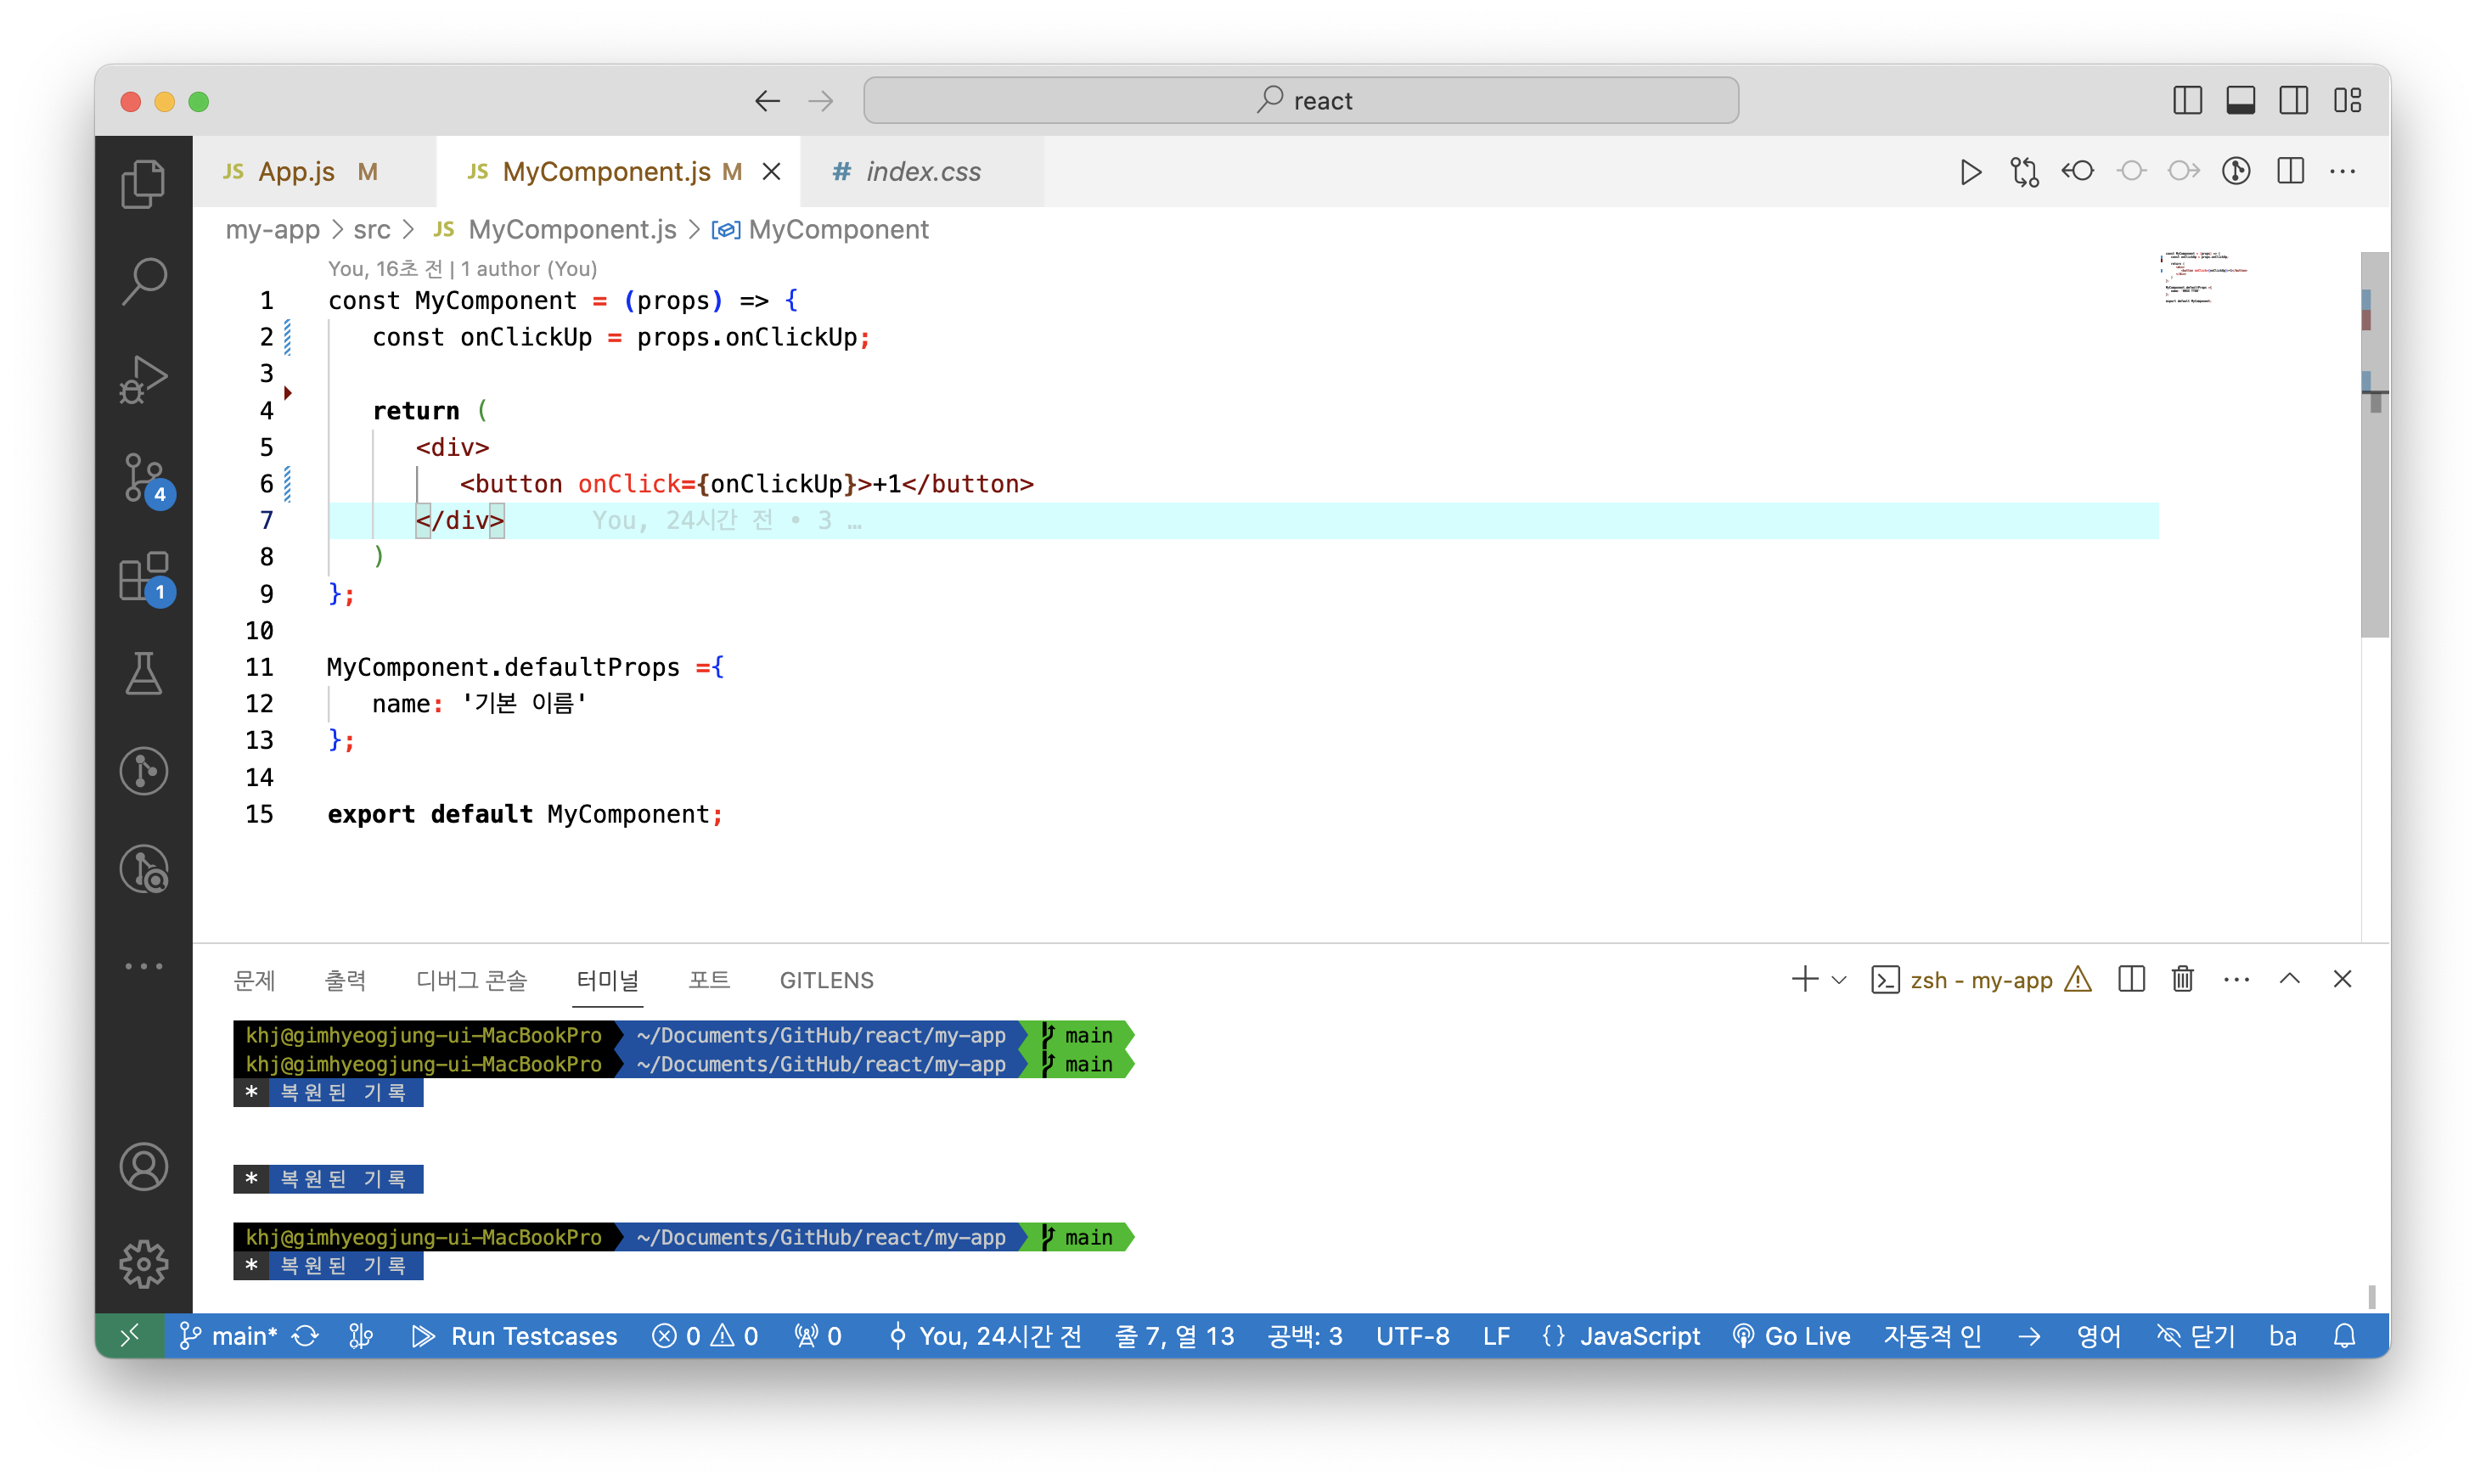 react
JS App.js M JS MyComponent.js M # index.css
my-app > src > JS MyComponent.js > MyComponent
You, 16초 전 | 1 author (You)
1 const MyComponent = (props) => {
2 const onClickUp = props.onClickUp;
3
4 return (
5 <div>
6 <button onClick={onClickUp}>+1</button>
7 </div> You, 24시간 전 • 3 …
8 )
9 };
10
11 MyComponent.defaultProps ={
12 name: '기본 이름'
13 };
14
15 export default MyComponent;
4
1
문제 출력 디버그 콘솔 터미널 포트 GITLENS zsh - my-app
khj@gimhyeogjung-ui-MacBookPro ~/Documents/GitHub/react/my-app main
khj@gimhyeogjung-ui-MacBookPro ~/Documents/GitHub/react/my-app main
* 복원된 기록
* 복원된 기록
khj@gimhyeogjung-ui-MacBookPro ~/Documents/GitHub/react/my-app main
* 복원된 기록
main* Run Testcases 0 0 0 You, 24시간 전 줄 7, 열 13 공백: 3 UTF-8 LF {} JavaScript Go Live 자동적 인 → 영어 닫기 ba